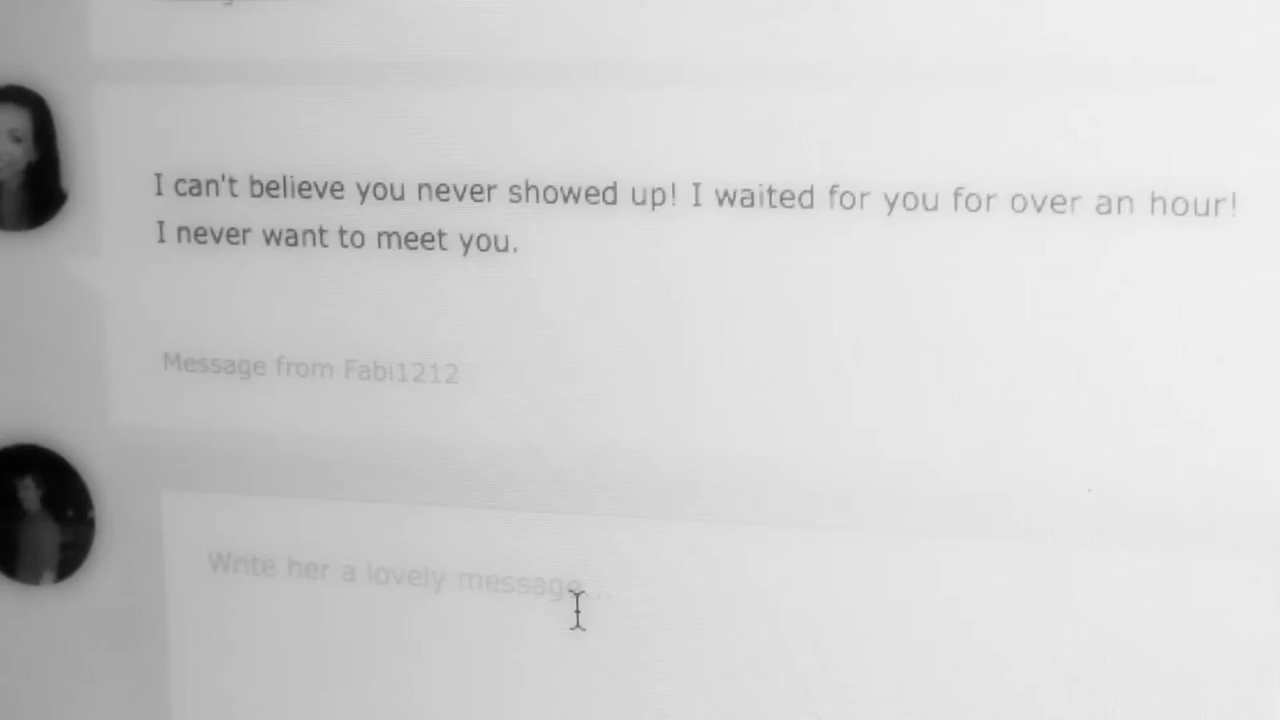 I can't believe you never showed up! I waited for you for over an hour!
I never want to meet you.
Message from Fabi1212
Write her a lovely message...